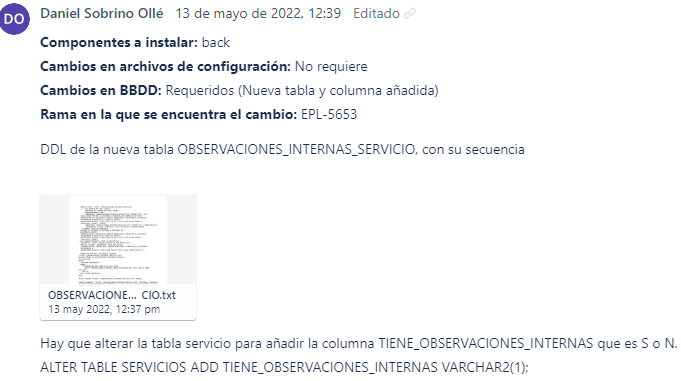 DO
Daniel Sobrino Ollé 13 de mayo de 2022, 12:39 Editado
Componentes a instalar: back
Cambios en archivos de configuración: No requiere
Cambios en BBDD: Requeridos (Nueva tabla y columna añadida)
Rama en la que se encuentra el cambio: EPL-5653
DDL de la nueva tabla OBSERVACIONES_INTERNAS_SERVICIO, con su secuencia
OBSERVACIONE... CIO.txt
13 may 2022, 12:37 pm
Hay que alterar la tabla servicio para añadir la columna TIENE_OBSERVACIONES_INTERNAS que es S o N.
ALTER TABLE SERVICIOS ADD TIENE_OBSERVACIONES_INTERNAS VARCHAR2(1);